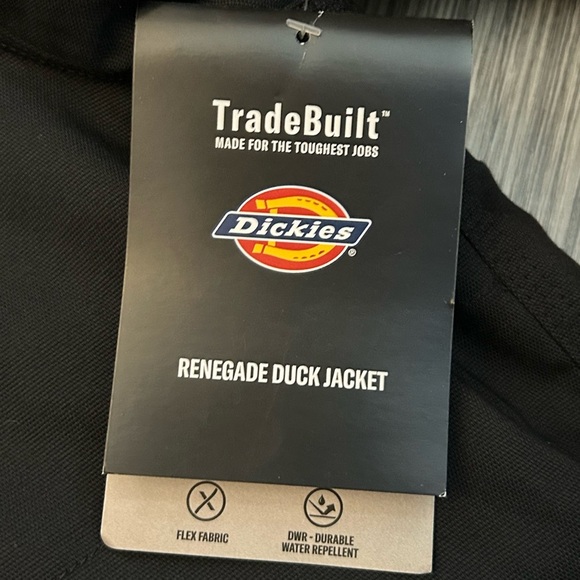 TradeBuilt™
MADE FOR THE TOUGHEST JOBS
Dickies®
RENEGADE DUCK JACKET
FLEX FABRIC
DWR - DURABLE
WATER REPELLENT